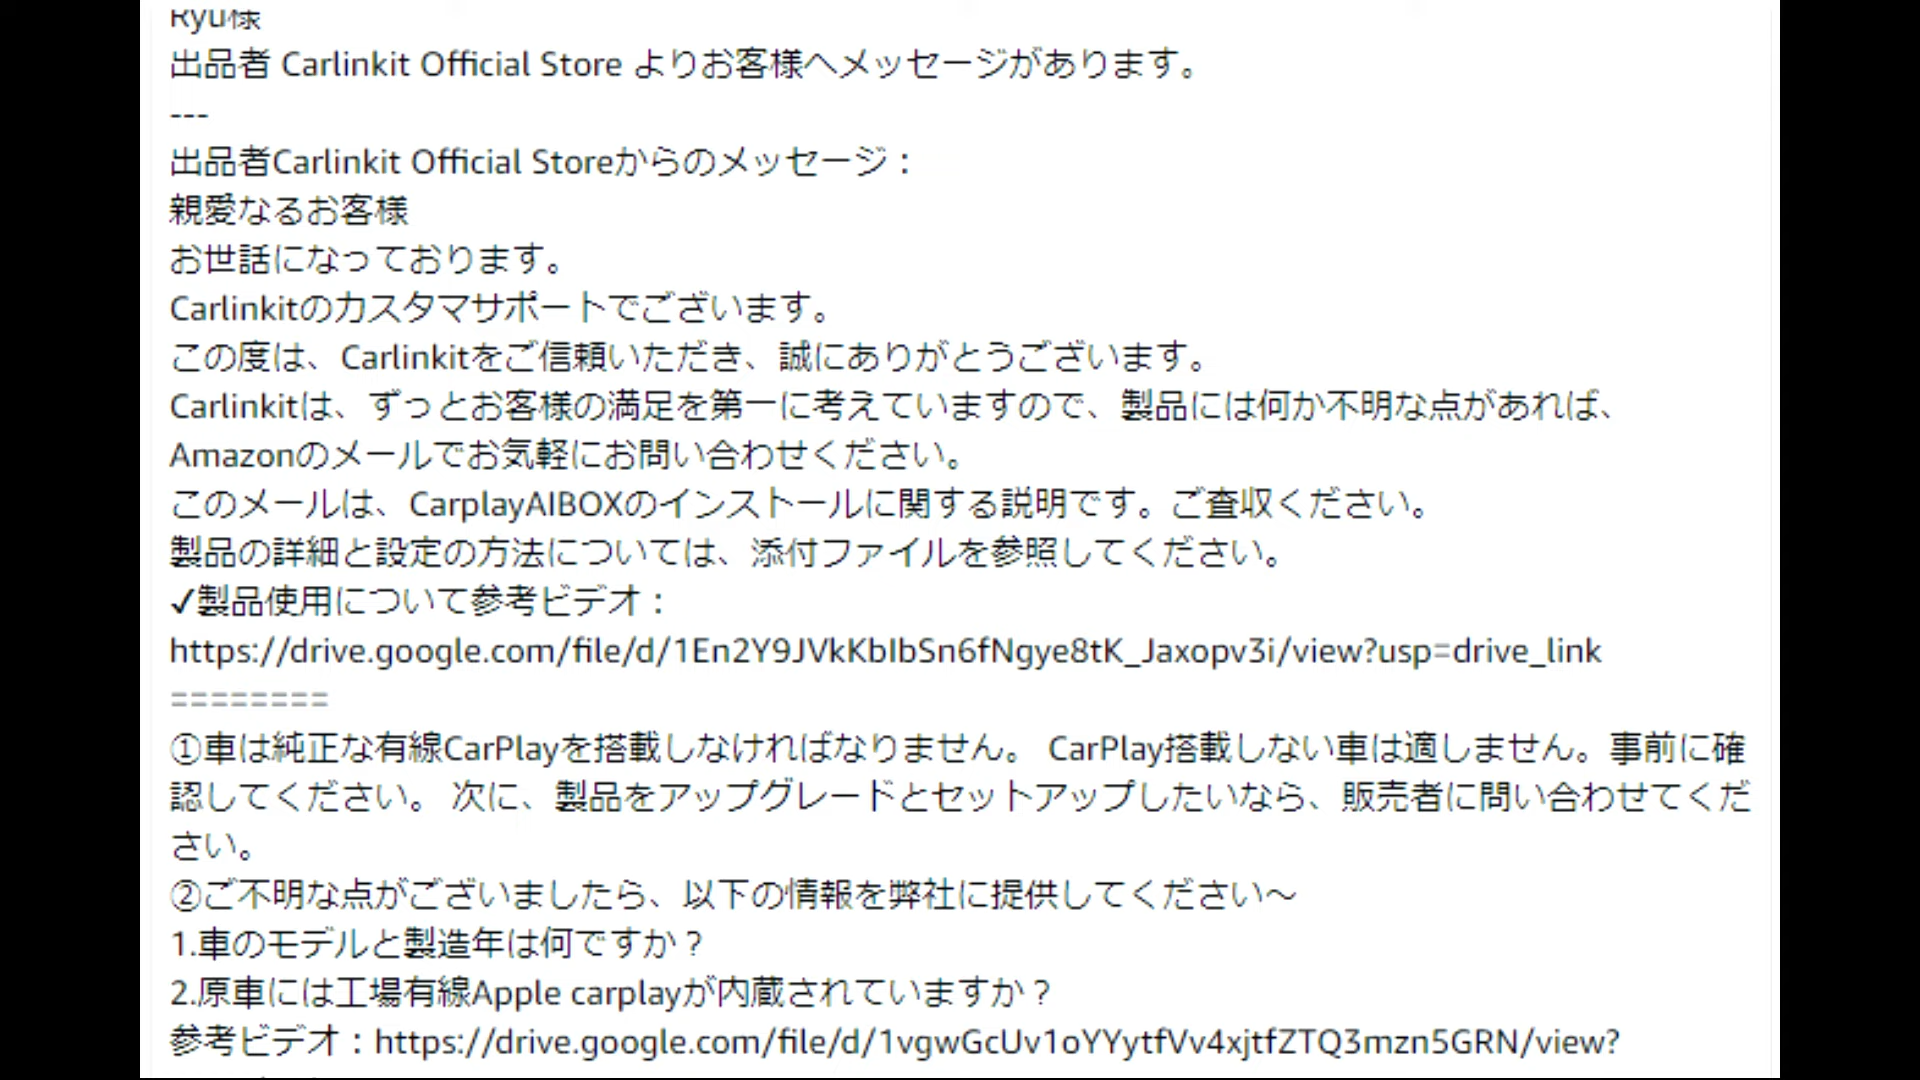 Ryu様
出品者 Carlinkit Official Store よりお客様へメッセージがあります。
---
出品者Carlinkit Official Storeからのメッセージ：
親愛なるお客様
お世話になっております。
Carlinkitのカスタマサポートでございます。
この度は、Carlinkitをご信頼いただき、誠にありがとうございます。
Carlinkitは、ずっとお客様の満足を第一に考えていますので、製品には何か不明な点があれば、
Amazonのメールでお気軽にお問い合わせください。
このメールは、CarplayAIBOXのインストールに関する説明です。ご査収ください。
製品の詳細と設定の方法については、添付ファイルを参照してください。
✓製品使用について参考ビデオ：
https://drive.google.com/file/d/1En2Y9JVkKbIbSn6fNgye8tK_Jaxopv3i/view?usp=drive_link
========
①車は純正な有線CarPlayを搭載しなければなりません。 CarPlay搭載しない車は適しません。事前に確
認してください。 次に、製品をアップグレードとセットアップしたいなら、販売者に問い合わせてくだ
さい。
②ご不明な点がございましたら、以下の情報を弊社に提供してください～
1.車のモデルと製造年は何ですか？
2.原車には工場有線Apple carplayが内蔵されていますか？
参考ビデオ：https://drive.google.com/file/d/1vgwGcUv1oYYytfVv4xjtfZTQ3mzn5GRN/view?